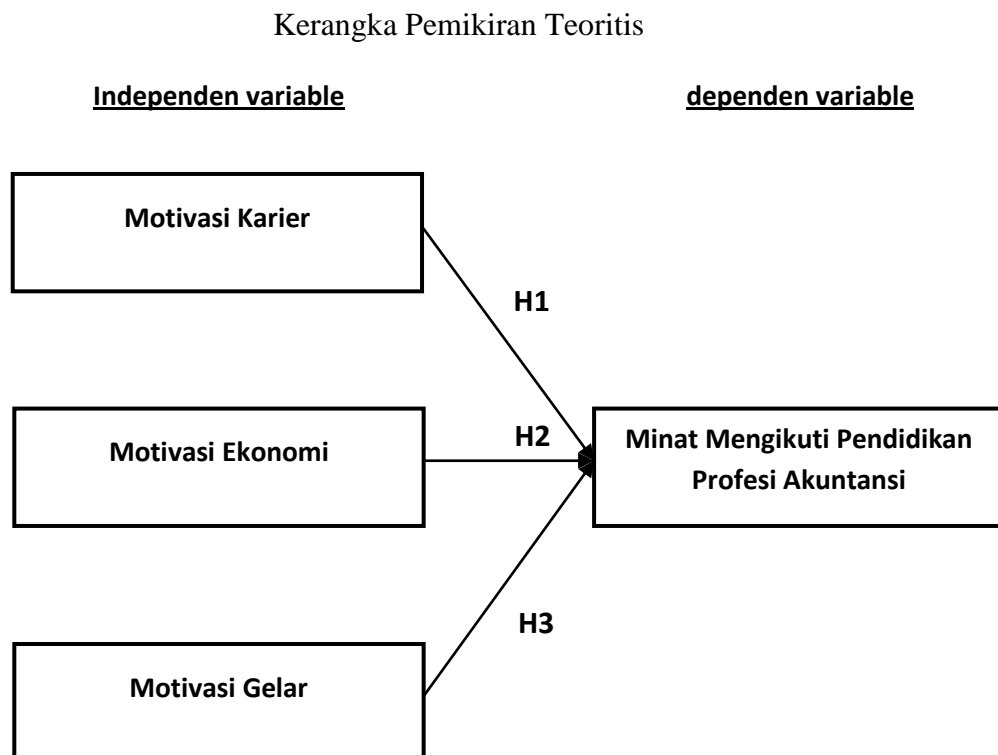 Kerangka Pemikiran Teoritis
Independen variable
dependen variable
Motivasi Karier
H1
Motivasi Ekonomi
H2
Minat Mengikuti Pendidikan
Profesi Akuntansi
H3
Motivasi Gelar